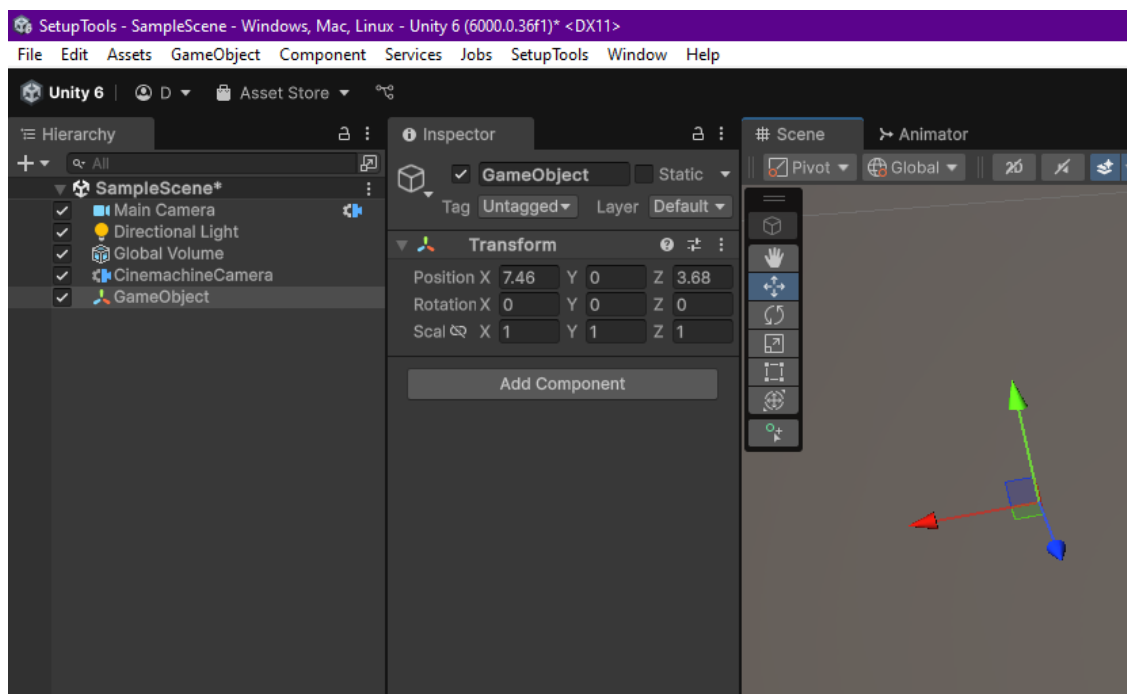 SetupTools - SampleScene - Windows, Mac, Linux - Unity 6 (6000.0.36f1)* <DX11>
File Edit Assets GameObject Component Services Jobs SetupTools Window Help
Unity 6 D Asset Store
Hierarchy
All
SampleScene*
Main Camera
Directional Light
Global Volume
CinemachineCamera
GameObject
Inspector
GameObject Static
Tag Untagged Layer Default
Transform
Position X 7.46 Y 0 Z 3.68
Rotation X 0 Y 0 Z 0
Scal X 1 Y 1 Z 1
Add Component
Scene Animator
Pivot Global 2D